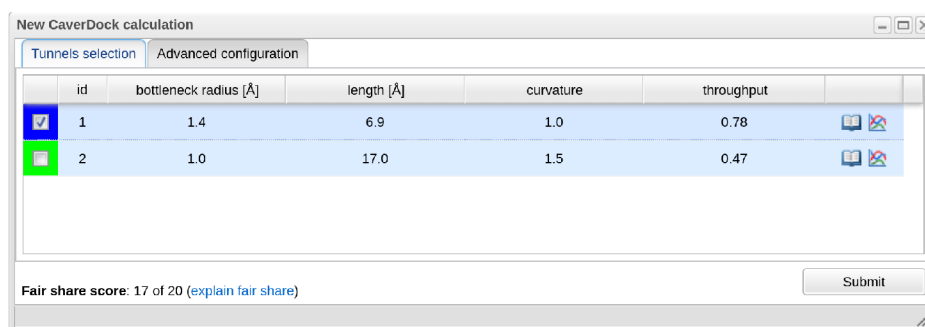 New CaverDock calculation
Tunnels selection Advanced configuration
id bottleneck radius [Å] length [Å] curvature throughput
1 1.4 6.9 1.0 0.78
2 1.0 17.0 1.5 0.47
Fair share score: 17 of 20 (explain fair share) Submit